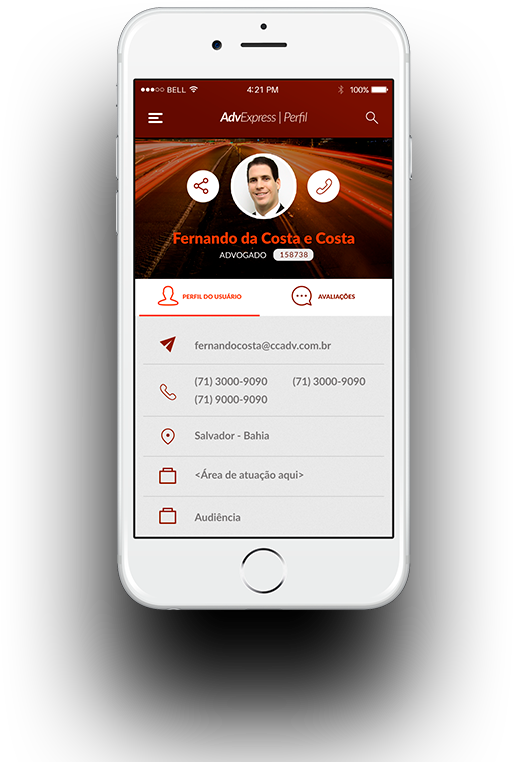 BELL 4:21 PM 100%
AdvExpress | Perfil
Fernando da Costa e Costa
ADVOGADO 158738
PERFIL DO USUÁRIO AVALIAÇÕES
fernandocosta@ccadv.com.br
(71) 3000-9090 (71) 3000-9090
(71) 9000-9090
Salvador - Bahia
<Área de atuação aqui>
Audiência